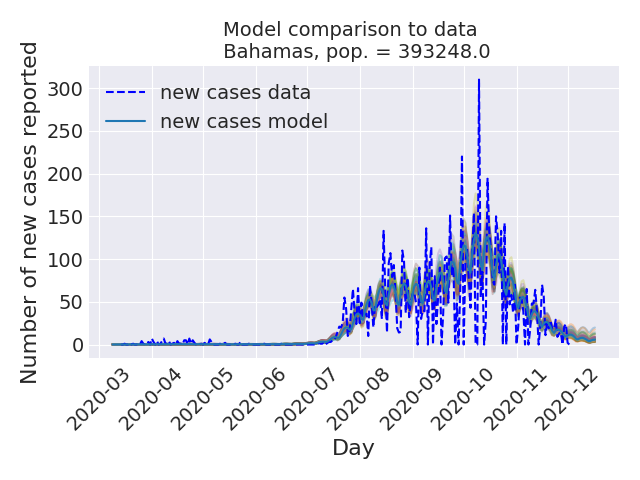 Model comparison to data
Bahamas, pop. = 393248.0
Number of new cases reported
300
250
200
150
100
50
0
new cases data
new cases model
2020-03
2020-04
2020-05
2020-06
2020-07
2020-08
2020-09
2020-10
2020-11
2020-12
Day